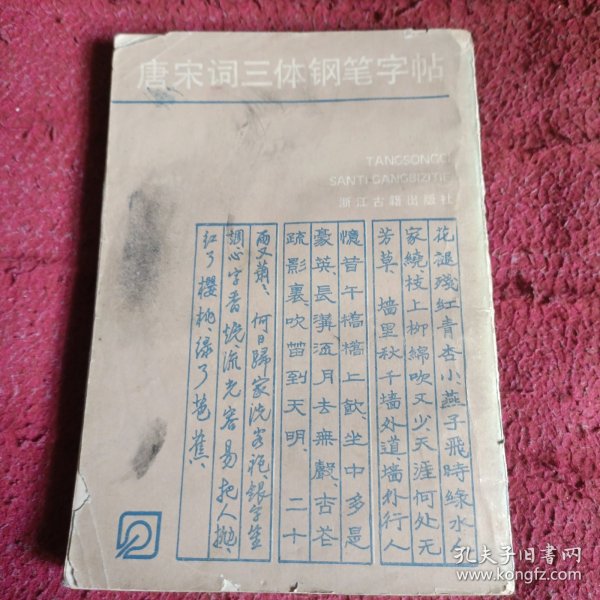 唐宋词三体钢笔字帖
TANGSONGCI
SANTI GANGBIZITIE
浙江古籍出版社
花褪殘红青杏小、燕子飛時綠水人
家繞、枝上柳綿吹又少天涯何处无
芳草、墙里秋千墙外道墙外行人
憶昔午橋橋上飲、坐中多是
豪英、長溝流月去無聲、杏花
疏影裏吹笛到天明、二十
雨又蕭、何日歸家洗客袍、銀字笙
調心字香燒、流光容易把人抛、
红了櫻桃、绿了芭蕉、
孔夫子旧书网
www.kongfz.com